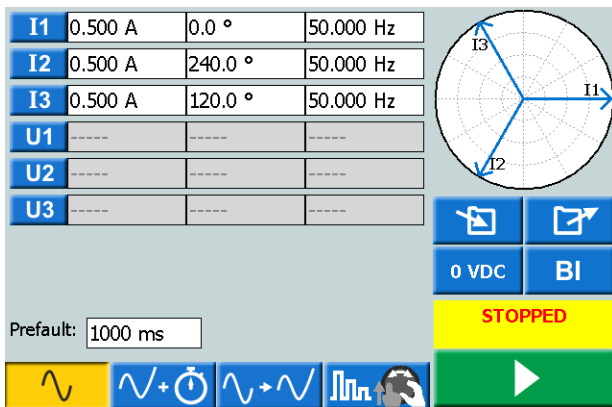 I1 0.500 A 0.0 ° 50.000 Hz
I2 0.500 A 240.0 ° 50.000 Hz
I3 0.500 A 120.0 ° 50.000 Hz
U1 ----- ----- -----
U2 ----- ----- -----
U3 ----- ----- -----
I3
I1
I2
0 VDC BI
STOPPED
Prefault: 1000 ms